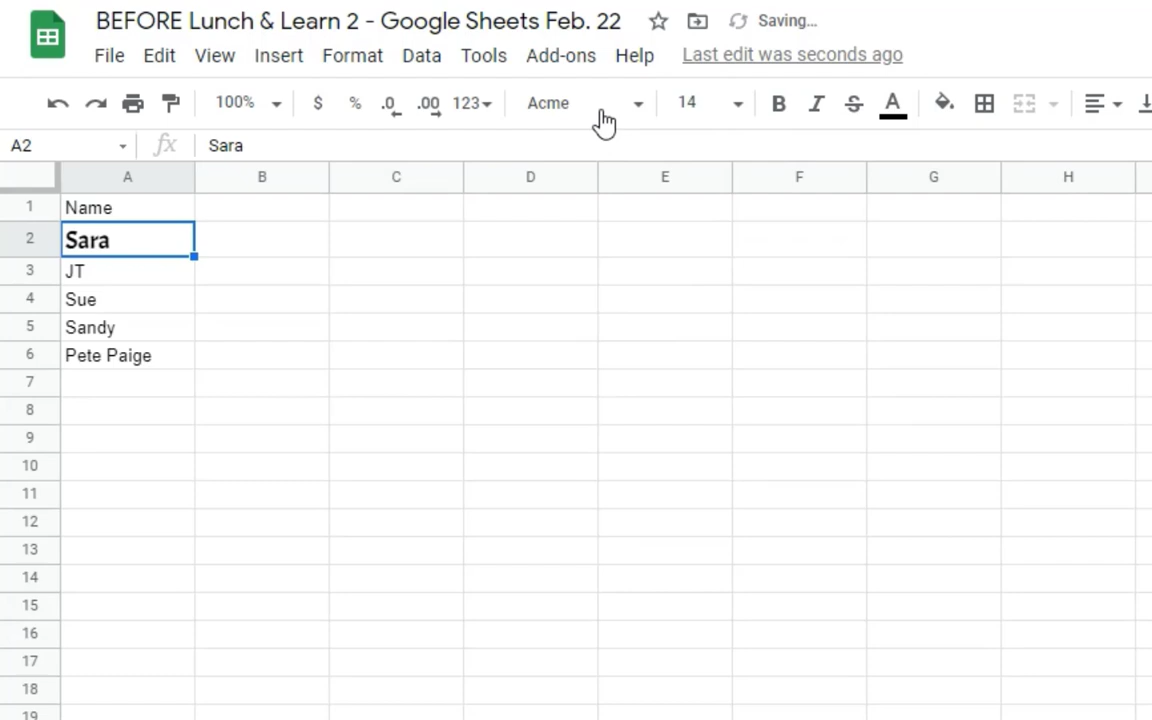 BEFORE Lunch & Learn 2 - Google Sheets Feb. 22 Saving...
File Edit View Insert Format Data Tools Add-ons Help Last edit was seconds ago
100% $ % .0 .00 123 Acme 14 B I S A
A2 fx Sara
A B C D E F G H
1 Name
2 Sara
3 JT
4 Sue
5 Sandy
6 Pete Paige
7
8
9
10
11
12
13
14
15
16
17
18
19